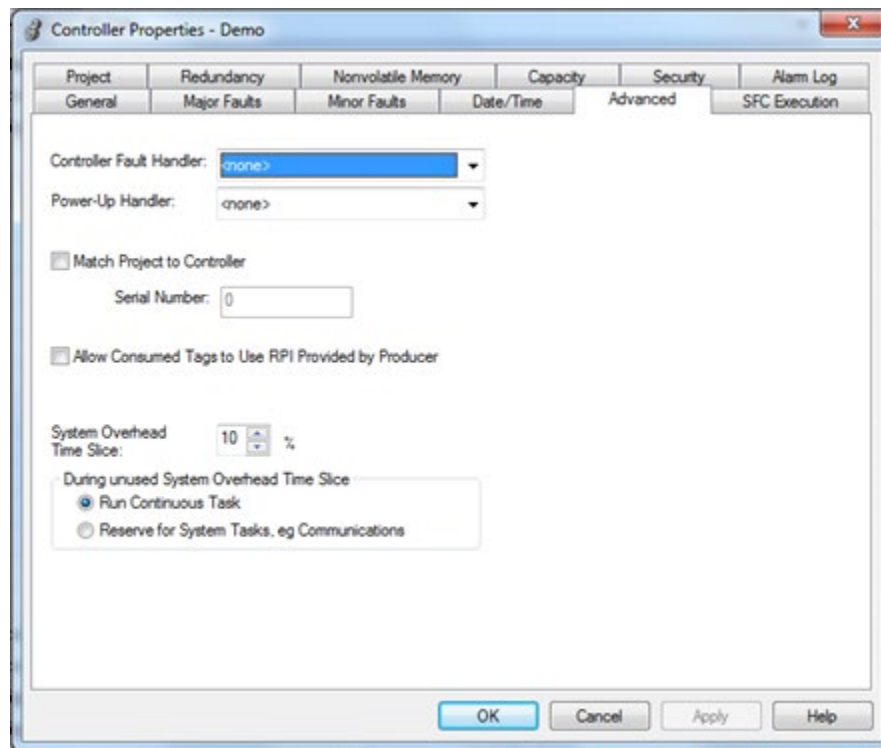 Controller Properties - Demo
Project Redundancy Nonvolatile Memory Capacity Security Alarm Log
General Major Faults Minor Faults Date/Time Advanced SFC Execution
Controller Fault Handler: <none>
Power-Up Handler: <none>
Match Project to Controller
Serial Number: 0
Allow Consumed Tags to Use RPI Provided by Producer
System Overhead
Time Slice: 10 %
During unused System Overhead Time Slice
Run Continuous Task
Reserve for System Tasks, eg Communications
OK Cancel Apply Help